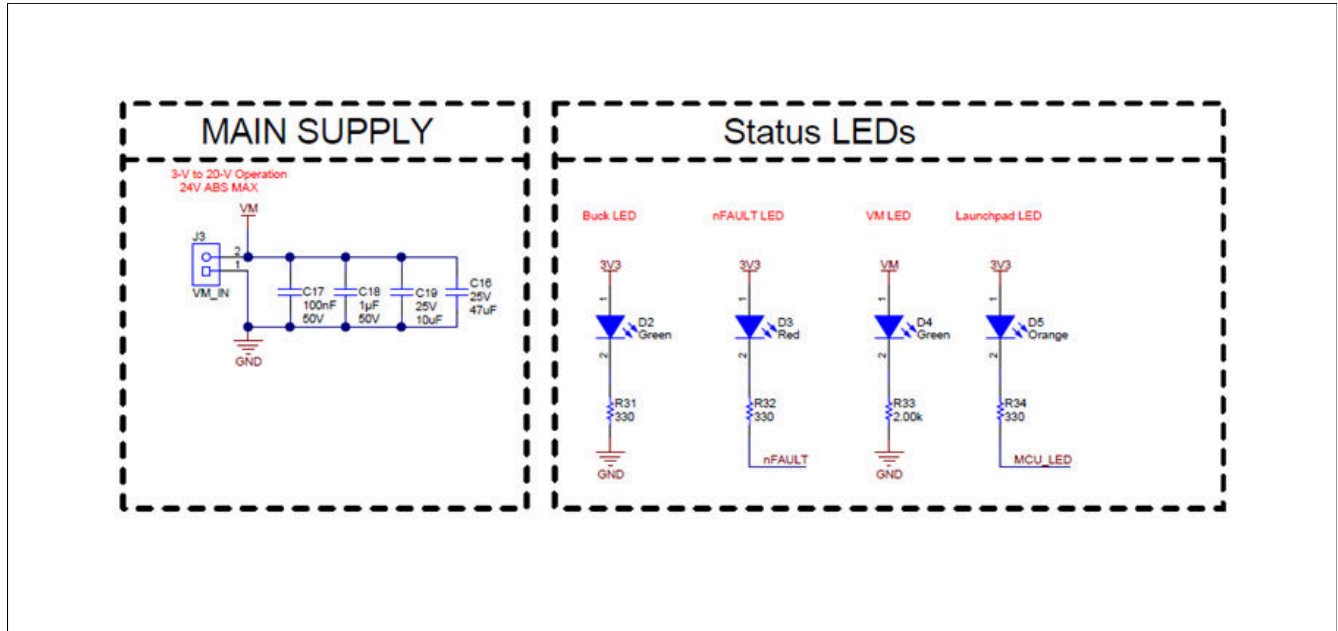 MAIN SUPPLY
3-V to 20-V Operation
24V ABS MAX
VM
J3
2
1
VM_IN
C17
100nF
50V
C18
1µF
50V
C19
25V
10uF
C16
25V
47uF
GND
Status LEDs
Buck LED
nFAULT LED
VM LED
Launchpad LED
3V3
3V3
VM
3V3
1
1
1
1
D2
Green
D3
Red
D4
Green
D5
Orange
2
2
2
2
R31
330
R32
330
R33
2.00k
R34
330
GND
nFAULT
GND
MCU_LED